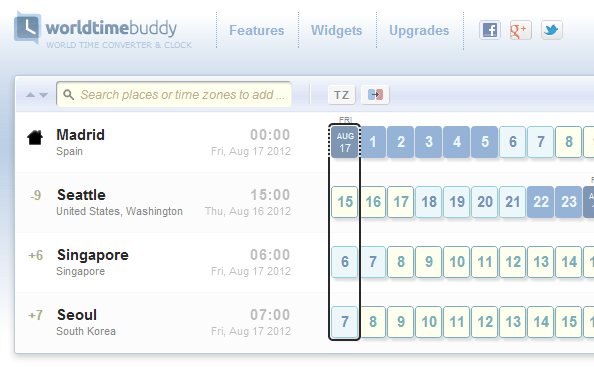 worldtimebuddy
WORLD TIME CONVERTER & CLOCK
Features
Widgets
Upgrades
f
g+
Search places or time zones to add ...
TZ
FRI
Madrid 00:00 AUG 17 1 2 3 4 5 6 7 8
Spain Fri, Aug 17 2012
-9 Seattle 15:00 15 16 17 18 19 20 21 22 23
United States, Washington Thu, Aug 16 2012
+6 Singapore 06:00 6 7 8 9 10 11 12 13 14
Singapore Fri, Aug 17 2012
+7 Seoul 07:00 7 8 9 10 11 12 13 14 15
South Korea Fri, Aug 17 2012